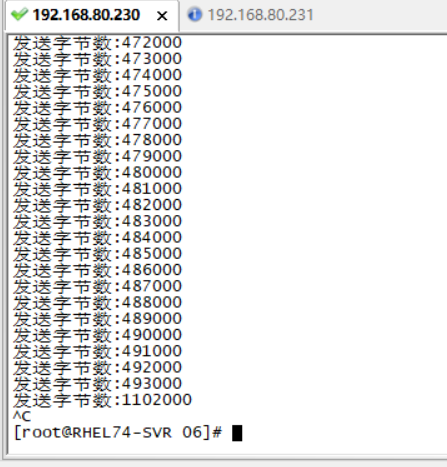 192.168.80.230 × 192.168.80.231
发送字节数:472000
发送字节数:473000
发送字节数:474000
发送字节数:475000
发送字节数:476000
发送字节数:477000
发送字节数:478000
发送字节数:479000
发送字节数:480000
发送字节数:481000
发送字节数:482000
发送字节数:483000
发送字节数:484000
发送字节数:485000
发送字节数:486000
发送字节数:487000
发送字节数:488000
发送字节数:489000
发送字节数:490000
发送字节数:491000
发送字节数:492000
发送字节数:493000
发送字节数:1102000
^C
[root@RHEL74-SVR 06]#